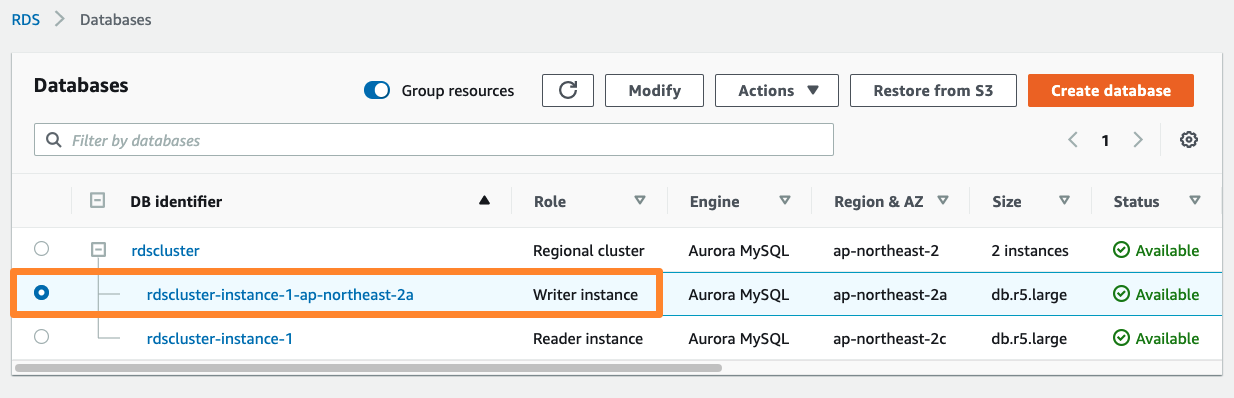 RDS > Databases
Databases
Group resources
Modify
Actions
Restore from S3
Create database
Filter by databases
1
DB identifier Role Engine Region & AZ Size Status
rdscluster Regional cluster Aurora MySQL ap-northeast-2 2 instances Available
rdscluster-instance-1-ap-northeast-2a Writer instance Aurora MySQL ap-northeast-2a db.r5.large Available
rdscluster-instance-1 Reader instance Aurora MySQL ap-northeast-2c db.r5.large Available